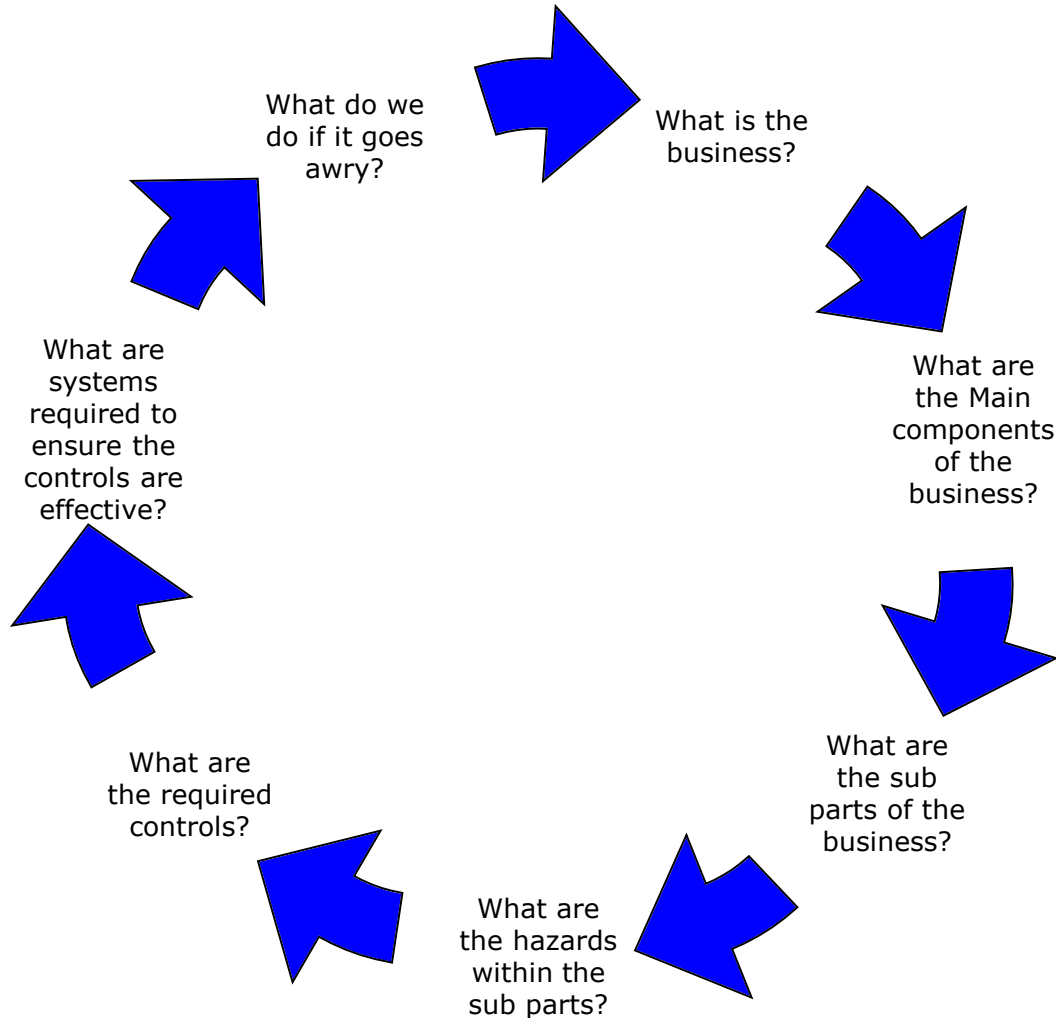 What do we
do if it goes
awry?
What is the
business?
What are
the Main
components
of the
business?
What are
the sub
parts of the
business?
What are
the hazards
within the
sub parts?
What are
the required
controls?
What are
systems
required to
ensure the
controls are
effective?